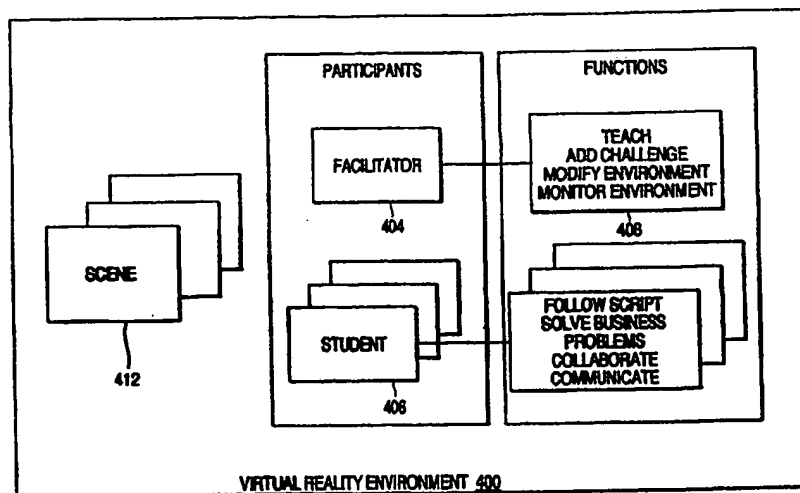 PARTICIPANTS
FUNCTIONS
FACILITATOR
404
TEACH
ADD CHALLENGE
MODIFY ENVIRONMENT
MONITOR ENVIRONMENT
408
SCENE
412
STUDENT
406
FOLLOW SCRIPT
SOLVE BUSINESS
PROBLEMS
COLLABORATE
COMMUNICATE
VIRTUAL REALITY ENVIRONMENT 400